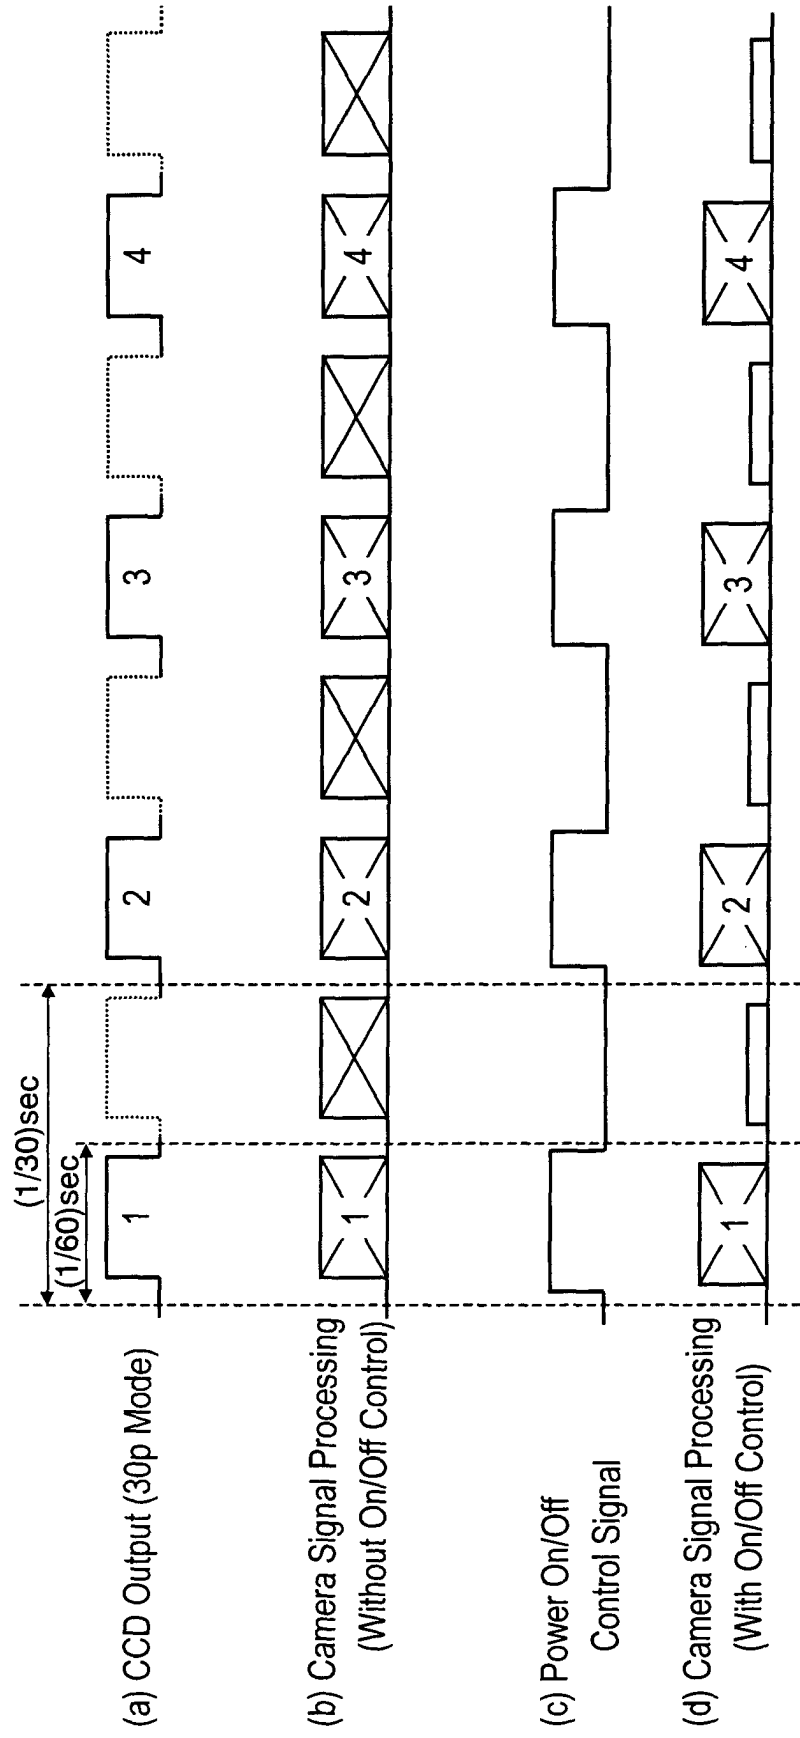 (1/30)sec
(1/60)sec
(a) CCD Output (30p Mode)
1
2
3
4
(b) Camera Signal Processing
(Without On/Off Control)
1
2
3
4
(c) Power On/Off
Control Signal
(d) Camera Signal Processing
(With On/Off Control)
1
2
3
4